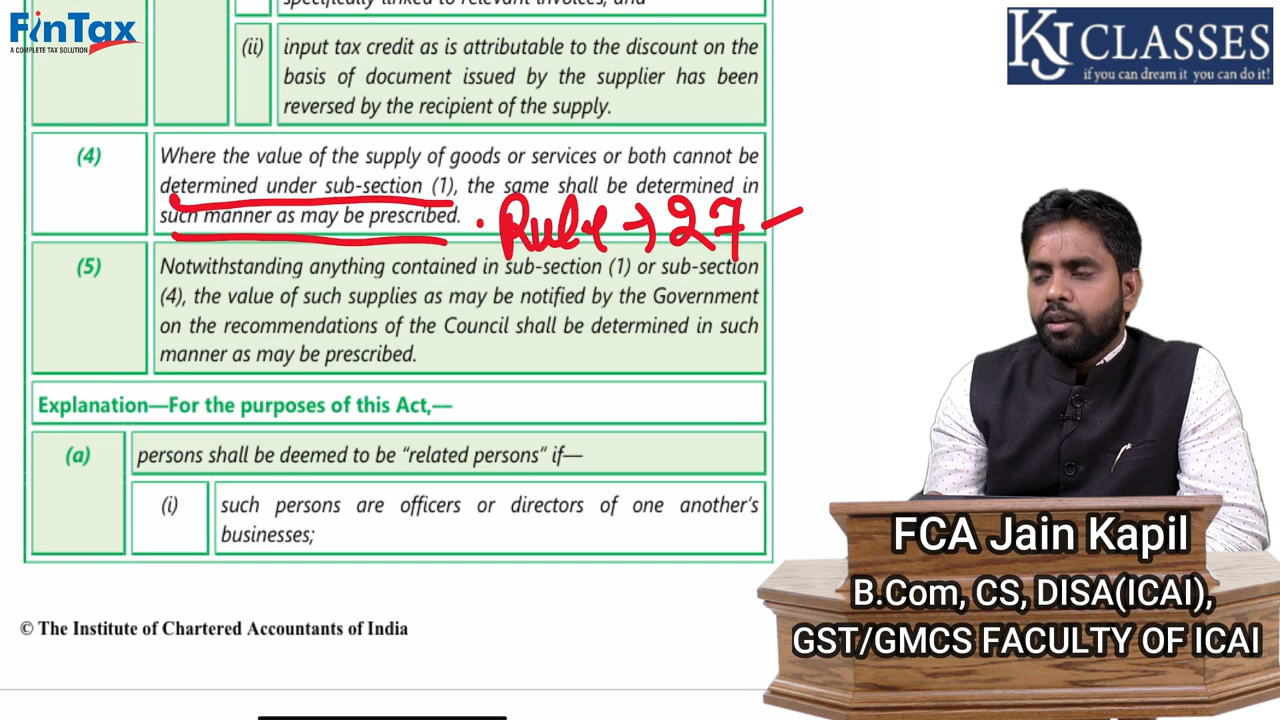 FinTax
A COMPLETE TAX SOLUTION
KJ CLASSES
if you can dream it you can do it!
specifically linked to relevant invoices; and
(ii) input tax credit as is attributable to the discount on the
basis of document issued by the supplier has been
reversed by the recipient of the supply.
(4) Where the value of the supply of goods or services or both cannot be
determined under sub-section (1), the same shall be determined in
such manner as may be prescribed. Rule → 27 –
(5) Notwithstanding anything contained in sub-section (1) or sub-section
(4), the value of such supplies as may be notified by the Government
on the recommendations of the Council shall be determined in such
manner as may be prescribed.
Explanation—For the purposes of this Act,—
(a) persons shall be deemed to be “related persons” if—
(i) such persons are officers or directors of one another’s
businesses;
© The Institute of Chartered Accountants of India
FCA Jain Kapil
B.Com, CS, DISA(ICAI),
GST/GMCS FACULTY OF ICAI